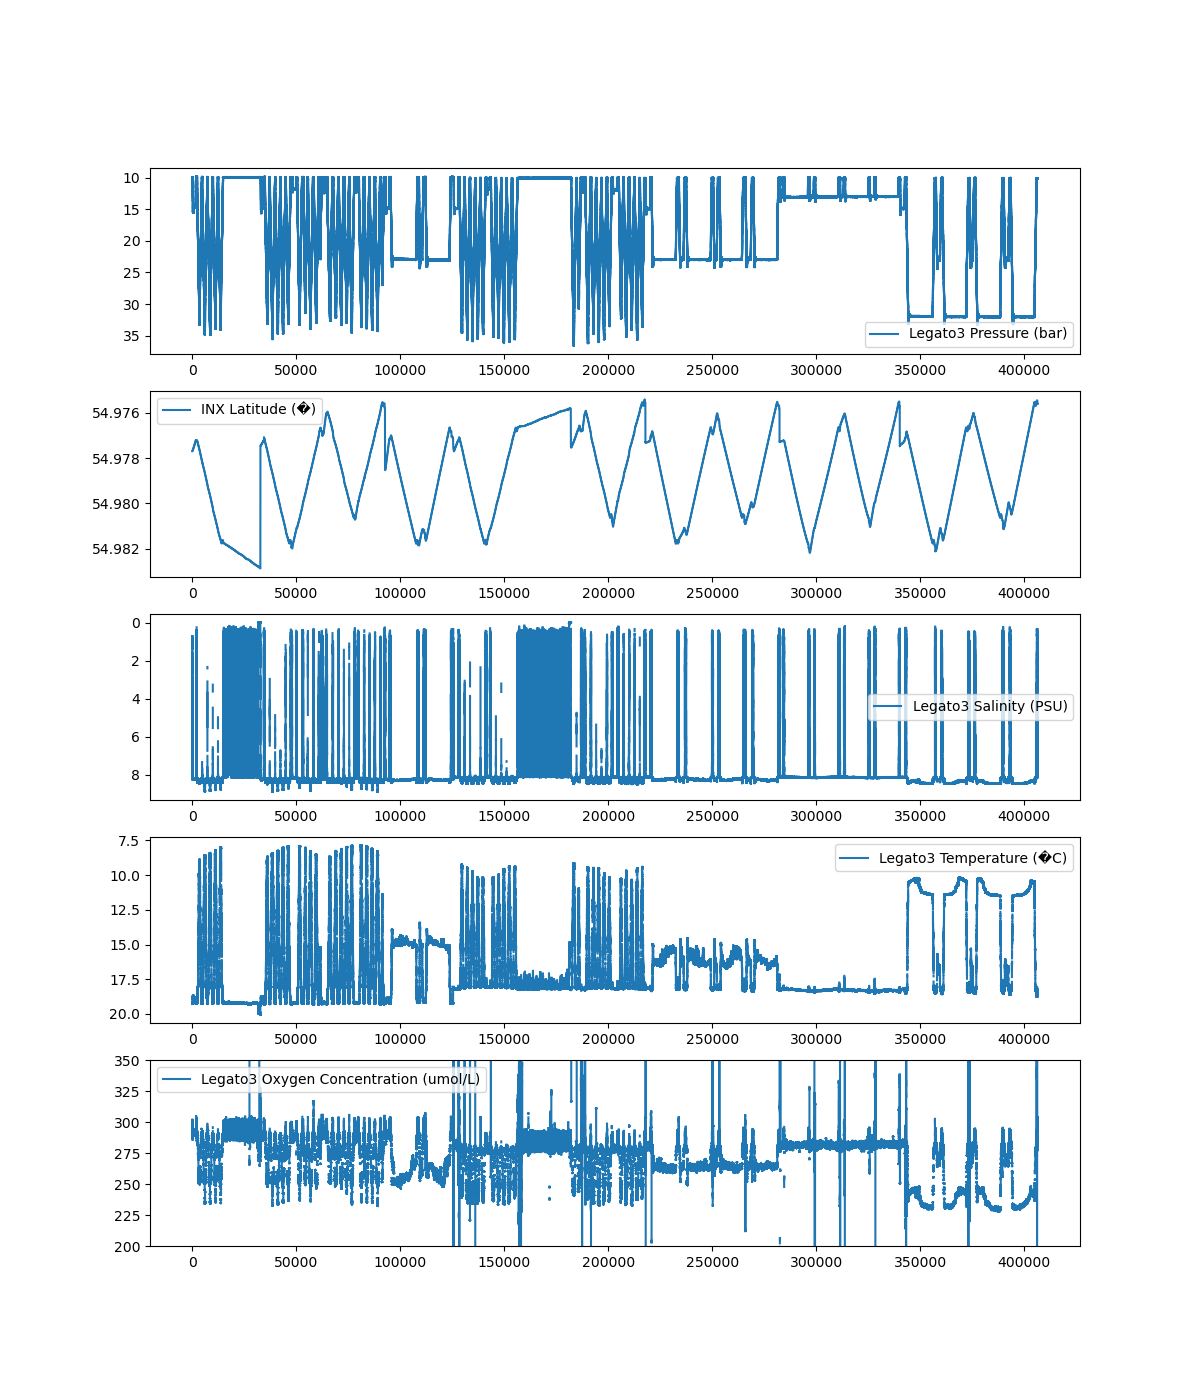 10
15
20
25
30
35
Legato3 Pressure (bar)
0 50000 100000 150000 200000 250000 300000 350000 400000
54.976
54.978
54.980
54.982
INX Latitude (�)
0 50000 100000 150000 200000 250000 300000 350000 400000
0
2
4
6
8
Legato3 Salinity (PSU)
0 50000 100000 150000 200000 250000 300000 350000 400000
7.5
10.0
12.5
15.0
17.5
20.0
Legato3 Temperature (�C)
0 50000 100000 150000 200000 250000 300000 350000 400000
350
325
300
275
250
225
200
Legato3 Oxygen Concentration (umol/L)
0 50000 100000 150000 200000 250000 300000 350000 400000